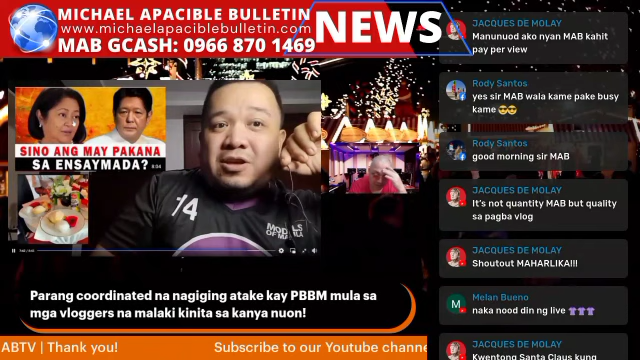 MICHAEL APACIBLE BULLETIN
www.michaelapaciblebulletin.com
MAB GCASH: 0966 870 1469
NEWS
SINO ANG MAY PAKANA
SA ENSAYMADA?
14
MODELS
OF MANILA
Parang coordinated na nagiging atake kay PBBM mula sa
mga vloggers na malaki kinita sa kanya nuon!
ABTV | Thank you!
Subscribe to our Youtube channe
JACQUES DE MOLAY
Manunuod ako nyan MAB kahit
pay per view
Rody Santos
yes sir MAB wala kame pake busy
kame 😎😎
Rody Santos
good morning sir MAB
JACQUES DE MOLAY
It's not quantity MAB but quality
sa pagba vlog
JACQUES DE MOLAY
Shoutout MAHARLIKA!!!
M
Melan Bueno
naka nood din ng live
JACQUES DE MOLAY
Kwentong Santa Claus kung